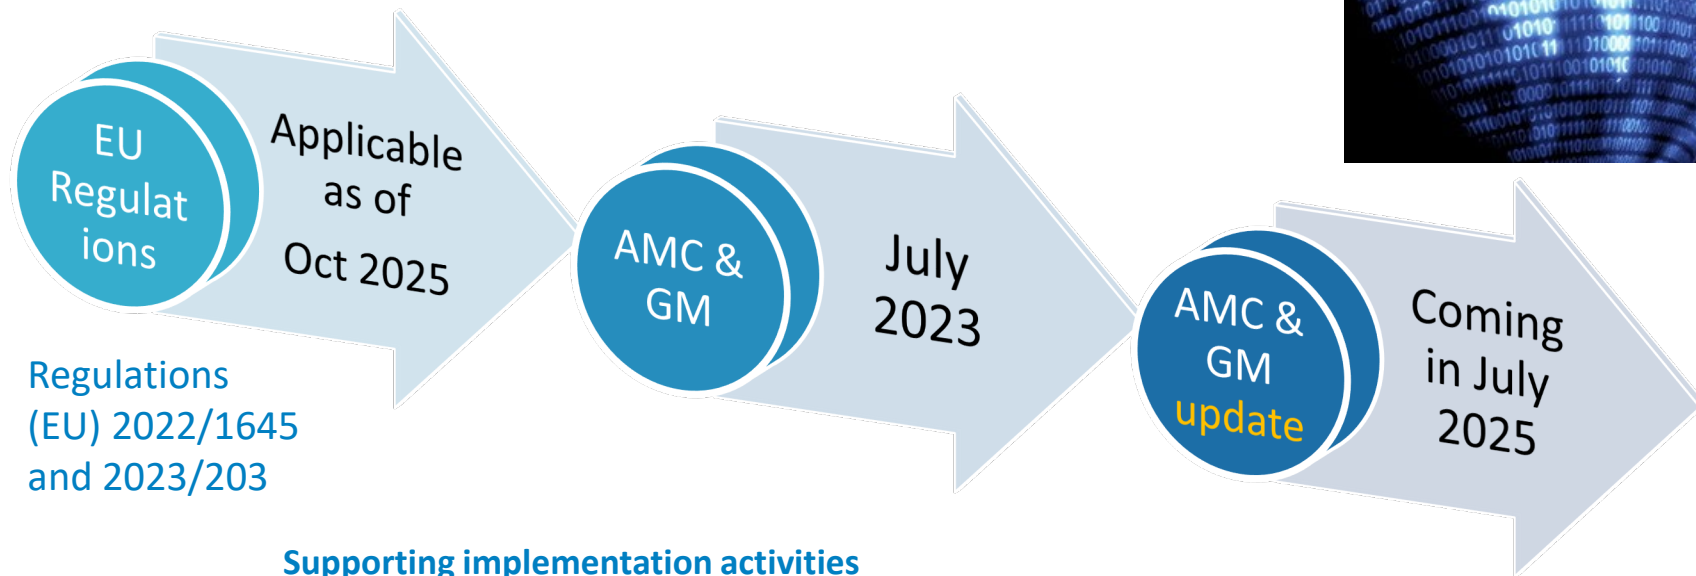 EU
Regulat
ions
Applicable
as of
Oct 2025
Regulations
(EU) 2022/1645
and 2023/203
AMC &
GM
July
2023
AMC &
GM
update
Coming
in July
2025
Supporting implementation activities